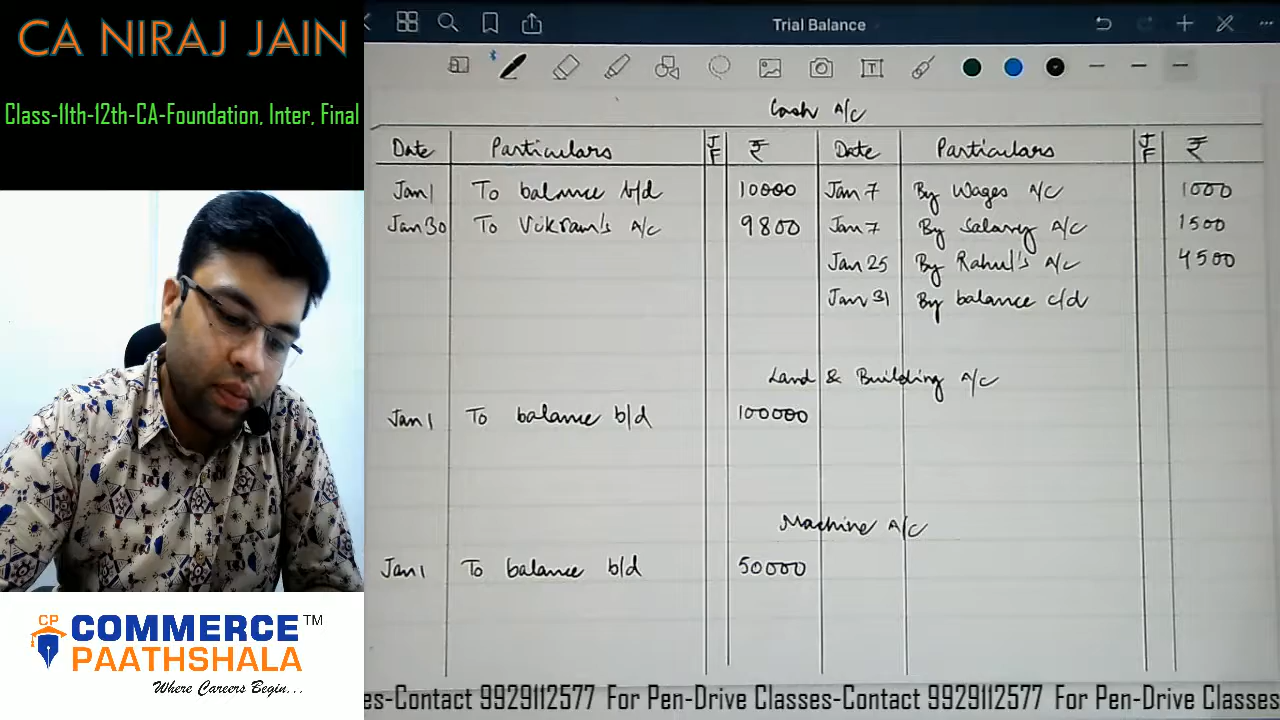 CA NIRAJ JAIN
Class-11th-12th-CA-Foundation, Inter, Final
Trial Balance
Cash A/c
Date Particulars J F ₹ Date Particulars J F ₹
Jan 1 To balance b/d 10000 Jan 7 By Wages A/c 1000
Jan 30 To Vikram's A/c 9800 Jan 7 By Salary A/c 1500
Jan 25 By Rahul's A/c 4500
Jan 31 By balance c/d
Land & Building A/c
Jan 1 To balance b/d 100000
Machine A/c
Jan 1 To balance b/d 50000
CP
COMMERCE TM
PAATHSHALA
Where Careers Begin...
es-Contact 9929112577 For Pen-Drive Classes-Contact 9929112577 For Pen-Drive Classes